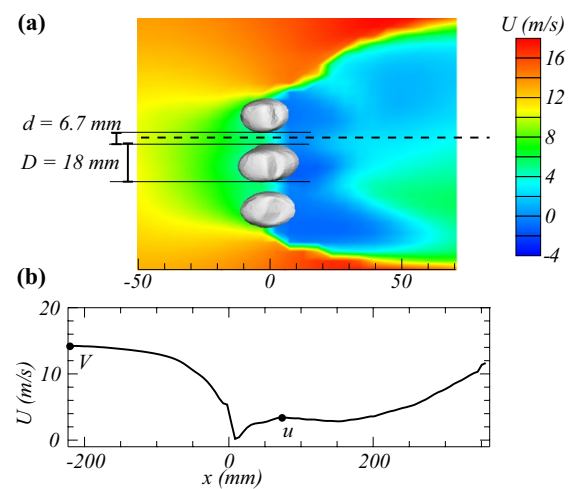 (a)
U (m/s)
d = 6.7 mm
D = 18 mm
16
12
8
4
0
-4
-50 0 50
(b)
20
10
0
U (m/s)
V
u
-200 0 200
x (mm)